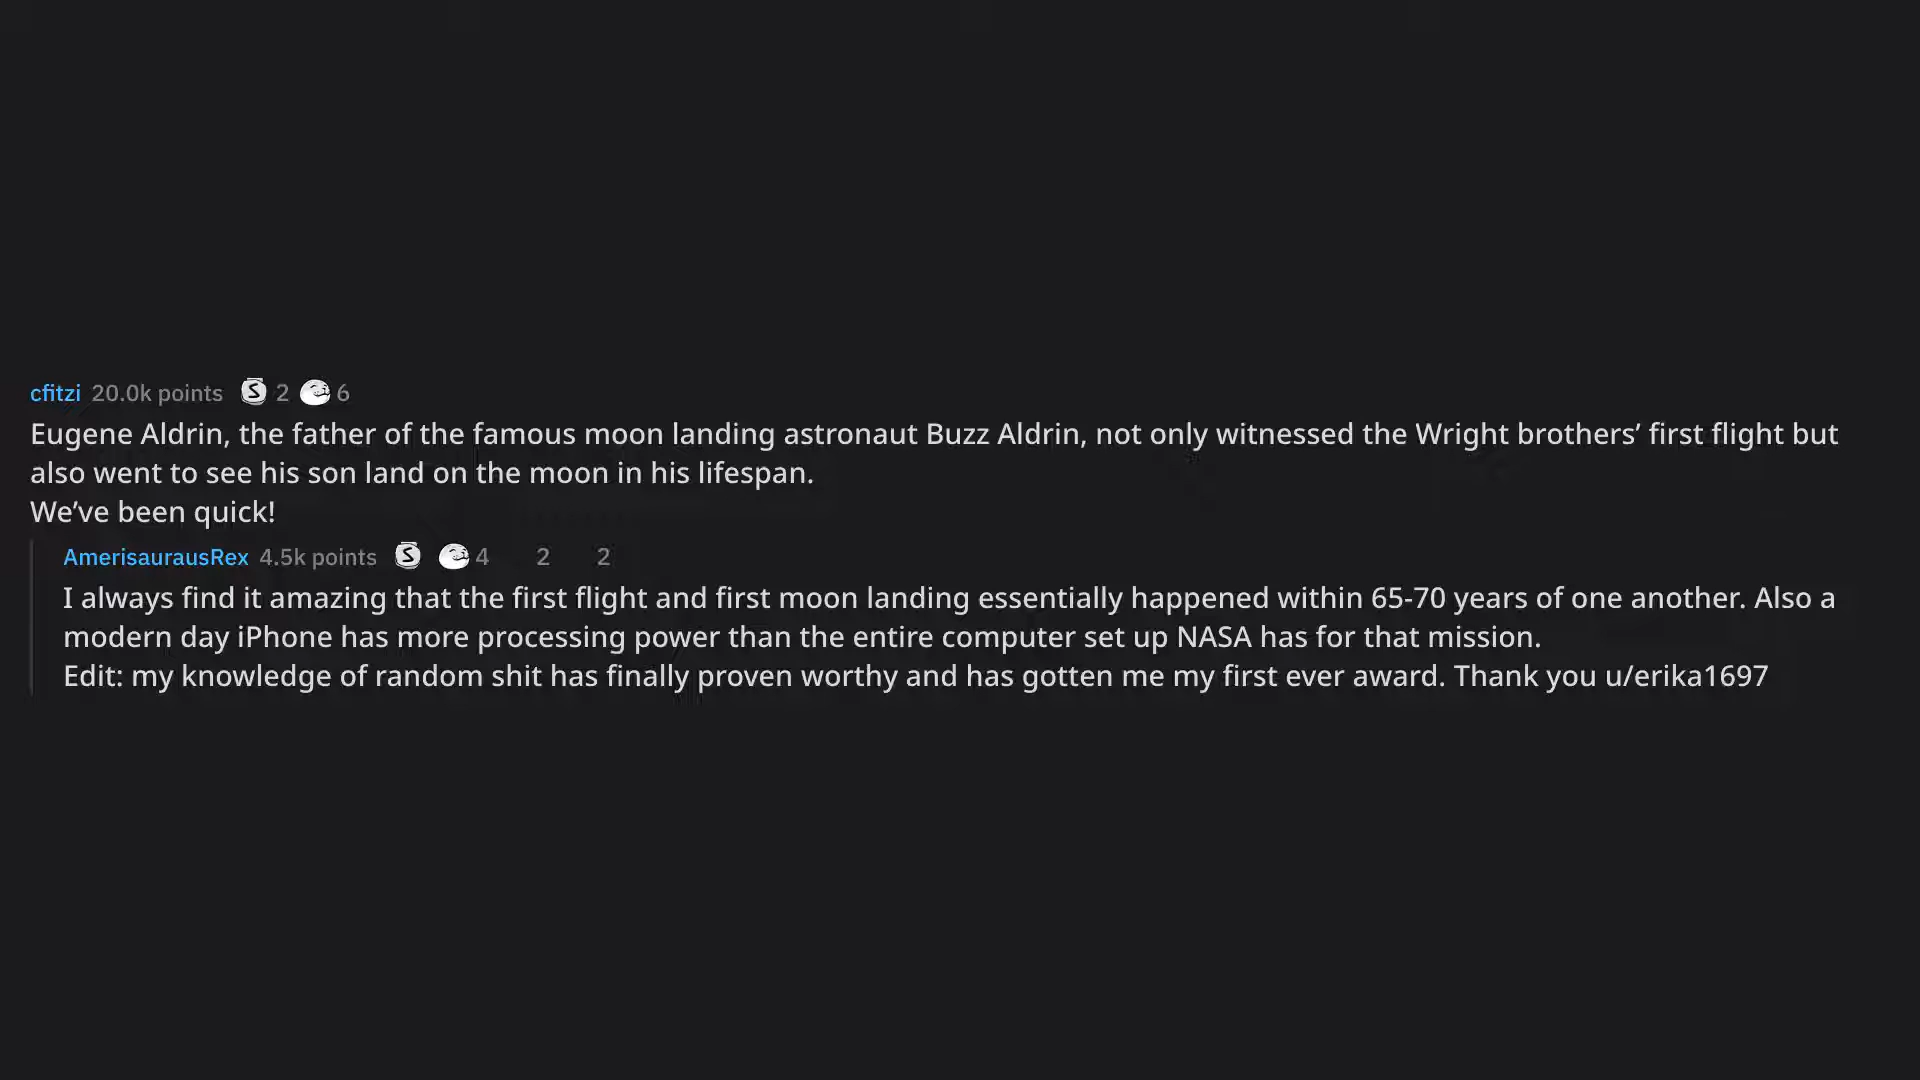 cfitzi 20.0k points 2 6
Eugene Aldrin, the father of the famous moon landing astronaut Buzz Aldrin, not only witnessed the Wright brothers’ first flight but
also went to see his son land on the moon in his lifespan.
We’ve been quick!
AmerisaurausRex 4.5k points 4 2 2
I always find it amazing that the first flight and first moon landing essentially happened within 65-70 years of one another. Also a
modern day iPhone has more processing power than the entire computer set up NASA has for that mission.
Edit: my knowledge of random shit has finally proven worthy and has gotten me my first ever award. Thank you u/erika1697